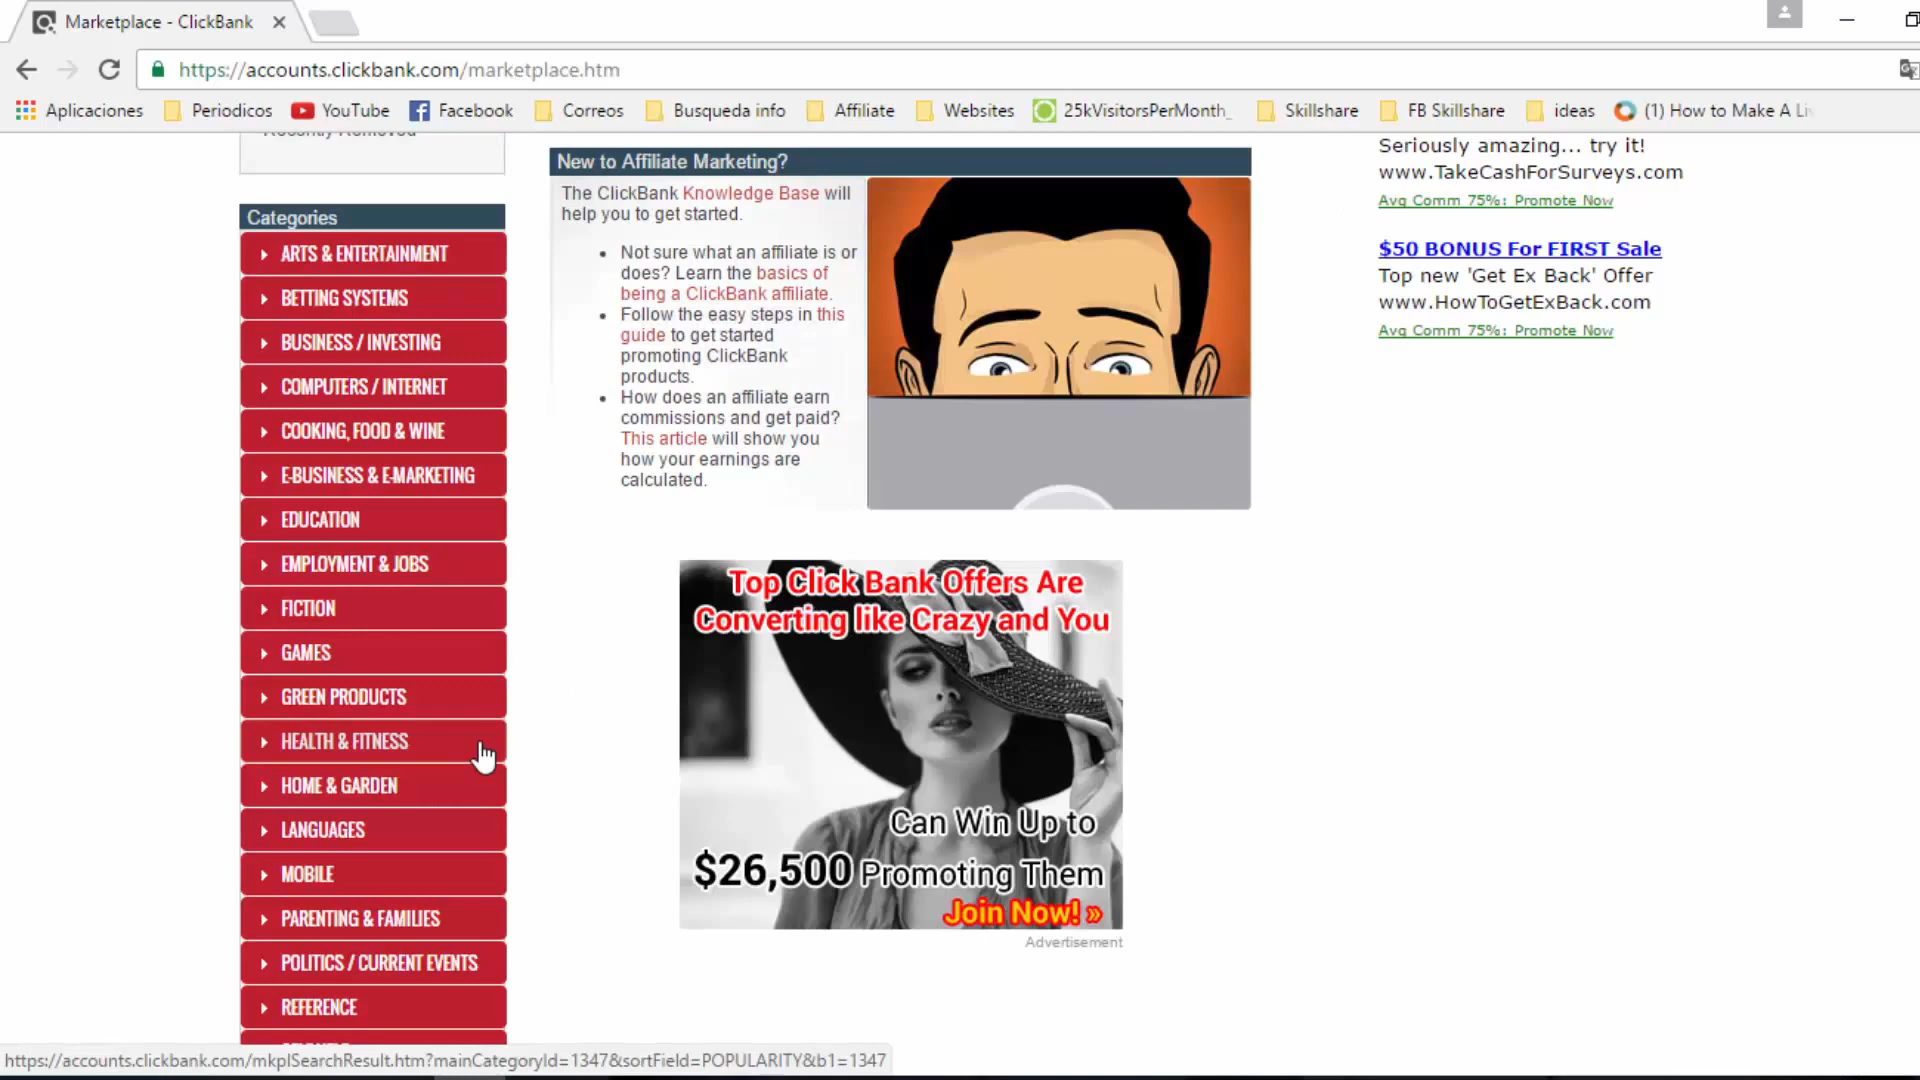 Marketplace - ClickBank
https://accounts.clickbank.com/marketplace.htm
Aplicaciones Periodicos YouTube Facebook Correos Busqueda info Affiliate Websites 25kVisitorsPerMonth_ Skillshare FB Skillshare ideas (1) How to Make A Li
Recently Removed
Categories
ARTS & ENTERTAINMENT
BETTING SYSTEMS
BUSINESS / INVESTING
COMPUTERS / INTERNET
COOKING, FOOD & WINE
E-BUSINESS & E-MARKETING
EDUCATION
EMPLOYMENT & JOBS
FICTION
GAMES
GREEN PRODUCTS
HEALTH & FITNESS
HOME & GARDEN
LANGUAGES
MOBILE
PARENTING & FAMILIES
POLITICS / CURRENT EVENTS
REFERENCE
New to Affiliate Marketing?
The ClickBank Knowledge Base will
help you to get started.
Not sure what an affiliate is or
does? Learn the basics of
being a ClickBank affiliate.
Follow the easy steps in this
guide to get started
promoting ClickBank
products.
How does an affiliate earn
commissions and get paid?
This article will show you
how your earnings are
calculated.
Top Click Bank Offers Are
Converting like Crazy and You
Can Win Up to
$26,500 Promoting Them
Join Now! »
Advertisement
Seriously amazing... try it!
www.TakeCashForSurveys.com
Avg Comm 75%: Promote Now
$50 BONUS For FIRST Sale
Top new 'Get Ex Back' Offer
www.HowToGetExBack.com
Avg Comm 75%: Promote Now
https://accounts.clickbank.com/mkplSearchResult.htm?mainCategoryId=1347&sortField=POPULARITY&b1=1347